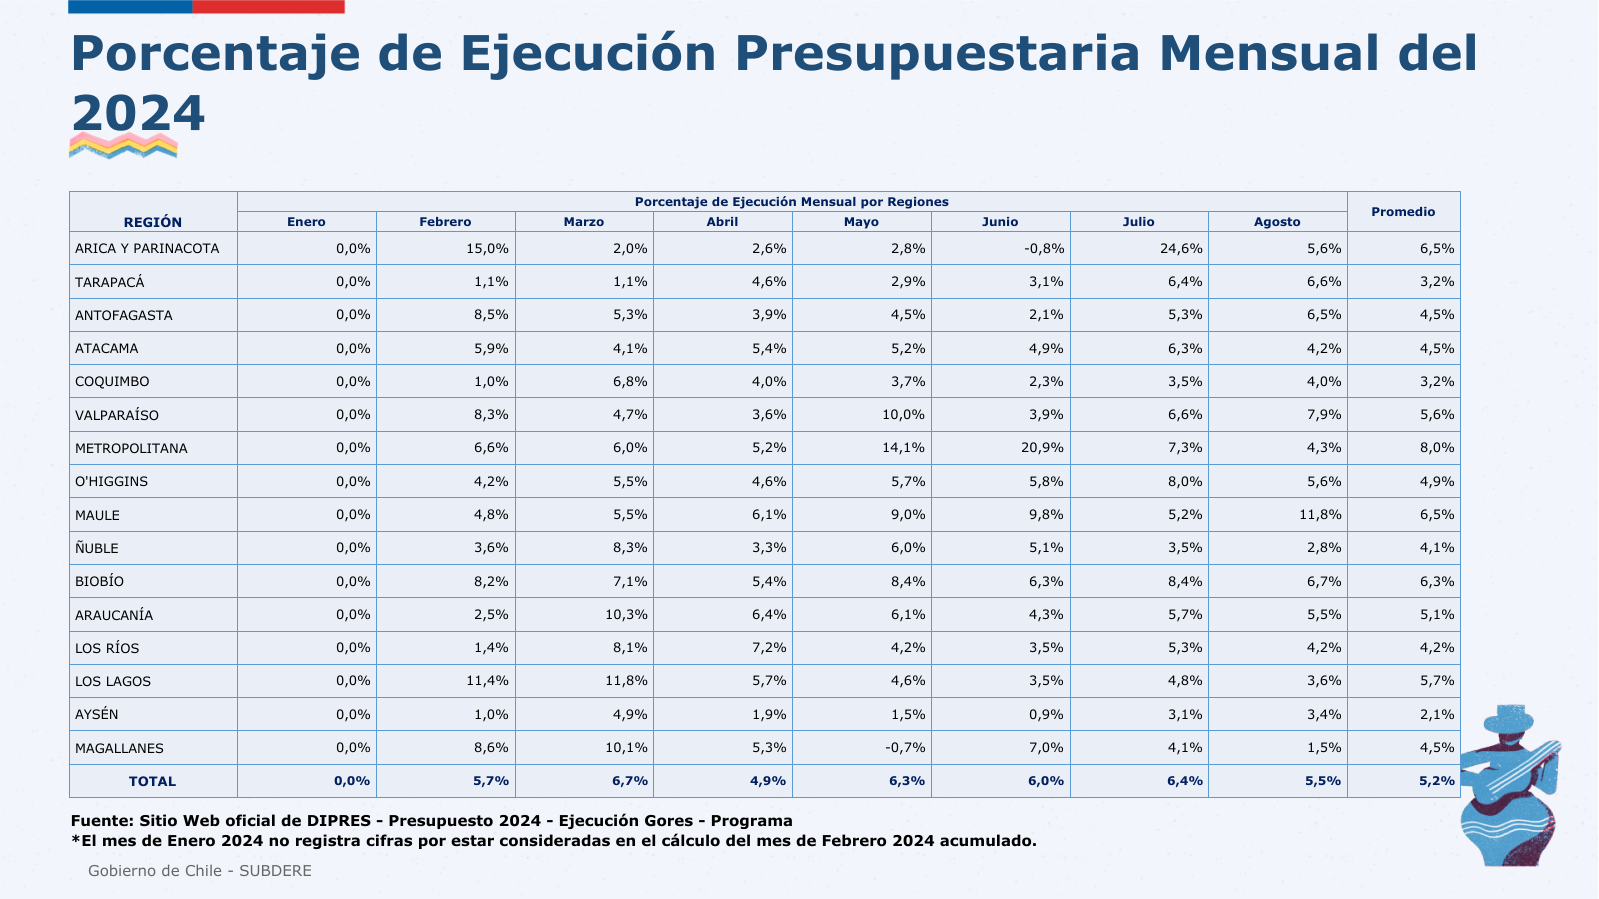 Porcentaje de Ejecución Presupuestaria Mensual del
2024
Porcentaje de Ejecución Mensual por Regiones
REGIÓN Enero Febrero Marzo Abril Mayo Junio Julio Agosto Promedio
ARICA Y PARINACOTA 0,0% 15,0% 2,0% 2,6% 2,8% -0,8% 24,6% 5,6% 6,5%
TARAPACÁ 0,0% 1,1% 1,1% 4,6% 2,9% 3,1% 6,4% 6,6% 3,2%
ANTOFAGASTA 0,0% 8,5% 5,3% 3,9% 4,5% 2,1% 5,3% 6,5% 4,5%
ATACAMA 0,0% 5,9% 4,1% 5,4% 5,2% 4,9% 6,3% 4,2% 4,5%
COQUIMBO 0,0% 1,0% 6,8% 4,0% 3,7% 2,3% 3,5% 4,0% 3,2%
VALPARAÍSO 0,0% 8,3% 4,7% 3,6% 10,0% 3,9% 6,6% 7,9% 5,6%
METROPOLITANA 0,0% 6,6% 6,0% 5,2% 14,1% 20,9% 7,3% 4,3% 8,0%
O'HIGGINS 0,0% 4,2% 5,5% 4,6% 5,7% 5,8% 8,0% 5,6% 4,9%
MAULE 0,0% 4,8% 5,5% 6,1% 9,0% 9,8% 5,2% 11,8% 6,5%
ÑUBLE 0,0% 3,6% 8,3% 3,3% 6,0% 5,1% 3,5% 2,8% 4,1%
BIOBÍO 0,0% 8,2% 7,1% 5,4% 8,4% 6,3% 8,4% 6,7% 6,3%
ARAUCANÍA 0,0% 2,5% 10,3% 6,4% 6,1% 4,3% 5,7% 5,5% 5,1%
LOS RÍOS 0,0% 1,4% 8,1% 7,2% 4,2% 3,5% 5,3% 4,2% 4,2%
LOS LAGOS 0,0% 11,4% 11,8% 5,7% 4,6% 3,5% 4,8% 3,6% 5,7%
AYSÉN 0,0% 1,0% 4,9% 1,9% 1,5% 0,9% 3,1% 3,4% 2,1%
MAGALLANES 0,0% 8,6% 10,1% 5,3% -0,7% 7,0% 4,1% 1,5% 4,5%
TOTAL 0,0% 5,7% 6,7% 4,9% 6,3% 6,0% 6,4% 5,5% 5,2%
Fuente: Sitio Web oficial de DIPRES - Presupuesto 2024 - Ejecución Gores - Programa
*El mes de Enero 2024 no registra cifras por estar consideradas en el cálculo del mes de Febrero 2024 acumulado.
Gobierno de Chile - SUBDERE